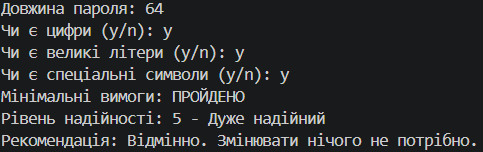 Довжина пароля: 64
Чи є цифри (y/n): y
Чи є великі літери (y/n): y
Чи є спеціальні символи (y/n): y
Мінімальні вимоги: ПРОЙДЕНО
Рівень надійності: 5 - Дуже надійний
Рекомендація: Відмінно. Змінювати нічого не потрібно.